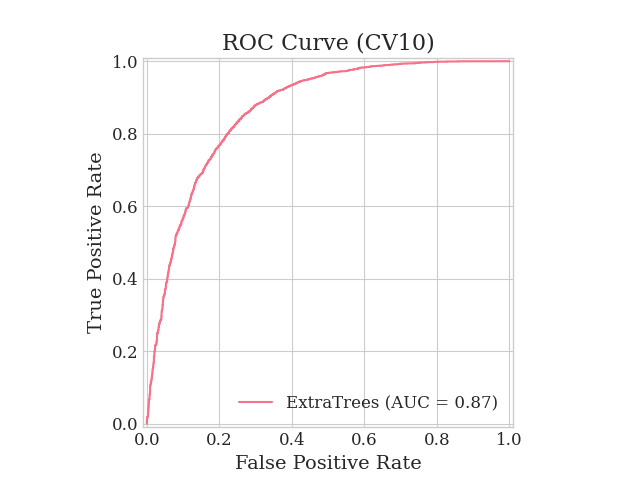 ROC Curve (CV10)
True Positive Rate
1.0
0.8
0.6
0.4
0.2
0.0
ExtraTrees (AUC = 0.87)
0.0 0.2 0.4 0.6 0.8 1.0
False Positive Rate